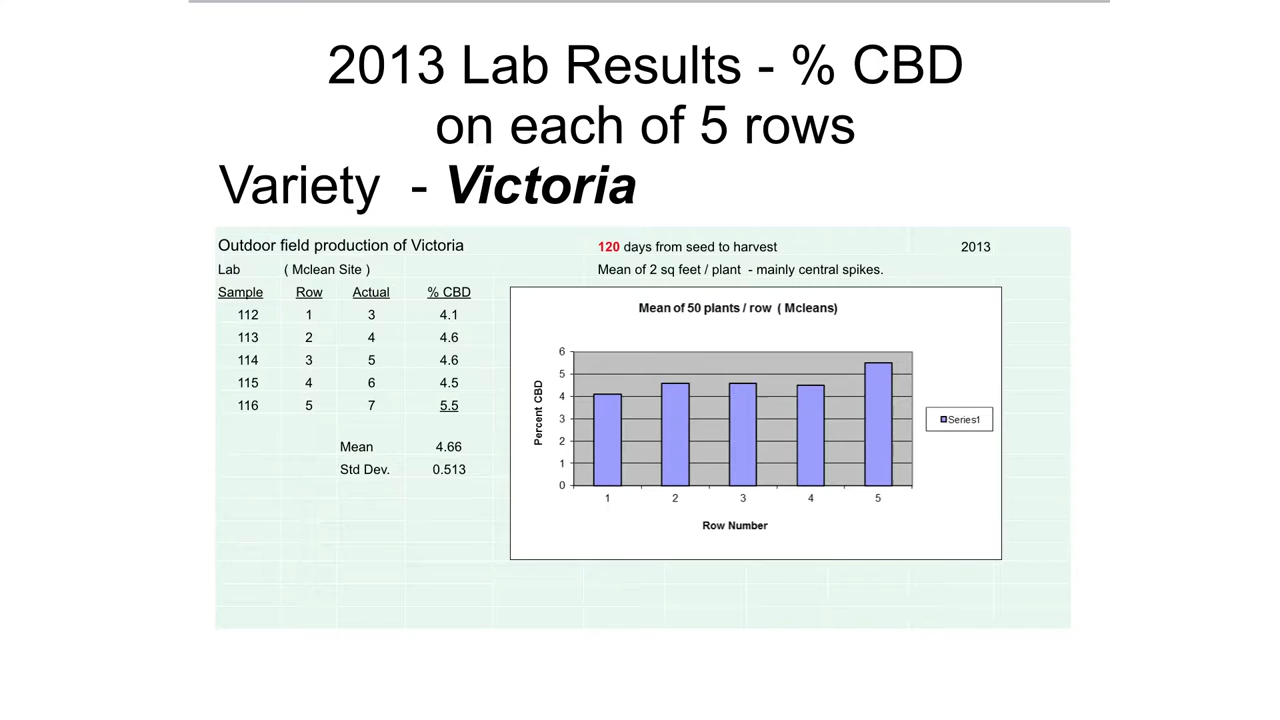 2013 Lab Results - % CBD
on each of 5 rows
Variety - Victoria
Outdoor field production of Victoria 120 days from seed to harvest 2013
Lab ( Mclean Site ) Mean of 2 sq feet / plant - mainly central spikes.
Sample Row Actual % CBD
112 1 3 4.1
113 2 4 4.6
114 3 5 4.6
115 4 6 4.5
116 5 7 5.5
Mean 4.66
Std Dev. 0.513
Mean of 50 plants / row ( Mcleans)
Percent CBD
6
5
4
3
2
1
0
1 2 3 4 5
Row Number
Series1